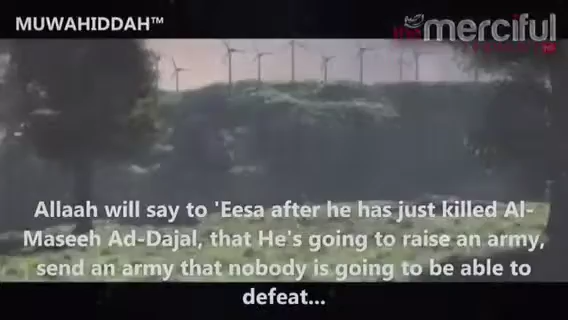 MUWAHIDDAH™
the merciful
Allaah will say to 'Eesa after he has just killed Al-
Maseeh Ad-Dajal, that He's going to raise an army,
send an army that nobody is going to be able to
defeat...